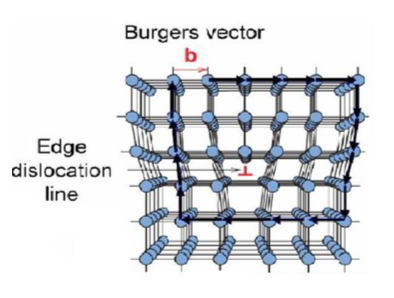 Burgers vector
b
Edge
dislocation
line